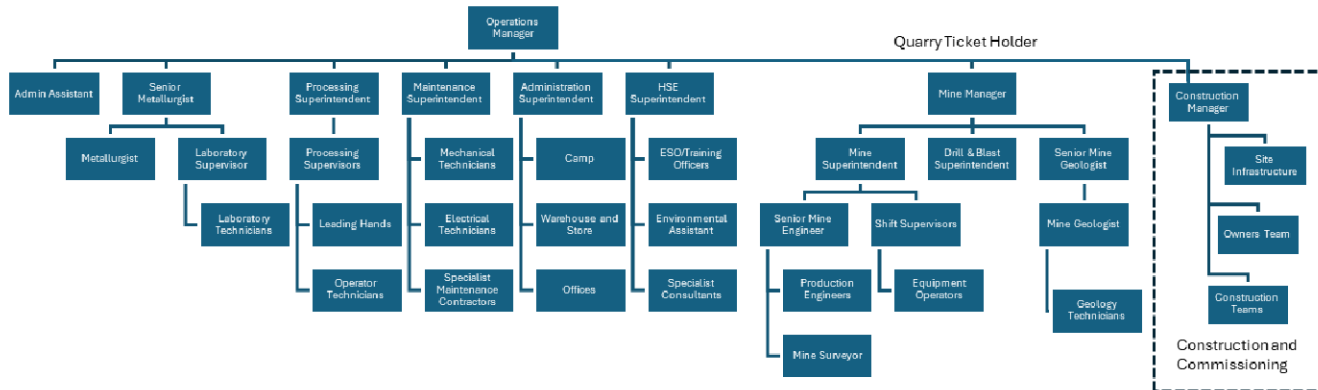 Operations
Manager
Quarry Ticket Holder
Admin Assistant
Senior
Metallurgist
Processing
Superintendent
Maintenance
Superintendent
Administration
Superintendent
HSE
Superintendent
Mine Manager
Construction
Manager
Metallurgist
Laboratory
Supervisor
Processing
Supervisors
Mechanical
Technicians
Camp
ESO/Training
Officers
Mine
Superintendent
Drill & Blast
Superintendent
Senior Mine
Geologist
Site
Infrastructure
Laboratory
Technicians
Leading Hands
Electrical
Technicians
Warehouse and
Store
Environmental
Assistant
Senior Mine
Engineer
Shift Supervisors
Mine Geologist
Owners Team
Operator
Technicians
Specialist
Maintenance
Contractors
Offices
Specialist
Consultants
Production
Engineers
Equipment
Operators
Geology
Technicians
Construction
Teams
Mine Surveyor
Construction and
Commissioning